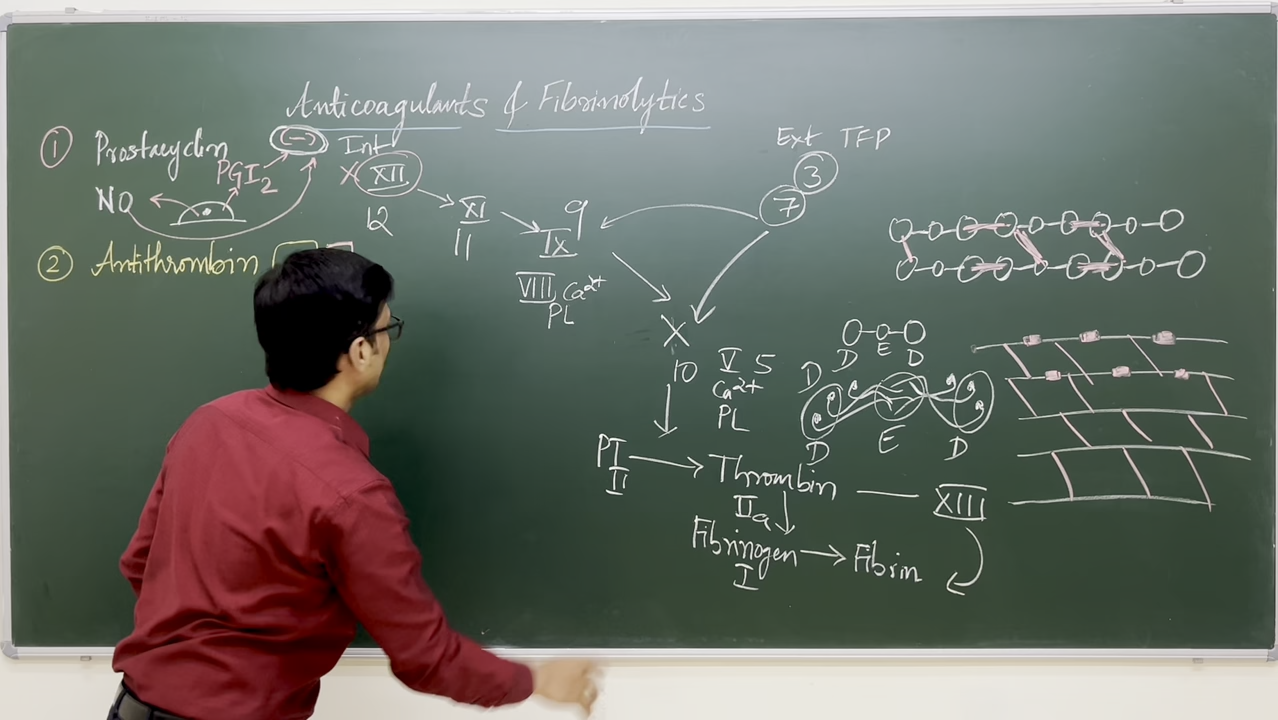 Anticoagulants & Fibrinolytics
① Prostacyclin (-)
PGI2
NO
② Antithrombin
Int
X XII
12
XI
11
9
IX
VIII Ca2+
PL
Ext TFP
3
7
X
10
V 5
Ca2+
PL
PT
II
Thrombin
IIa
XIII
Fibrinogen
I
Fibrin
D E D
D
D E D